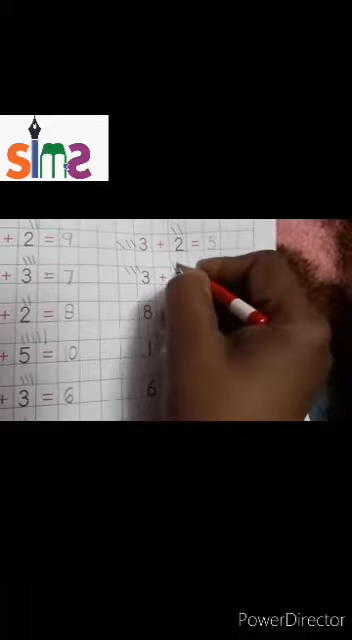 SIMS
+ 2 = 9 3 + 2 = 5
+ 3 = 7 3 +
+ 2 = 8 8
+ 5 = 10 1
+ 3 = 6 6
PowerDirector